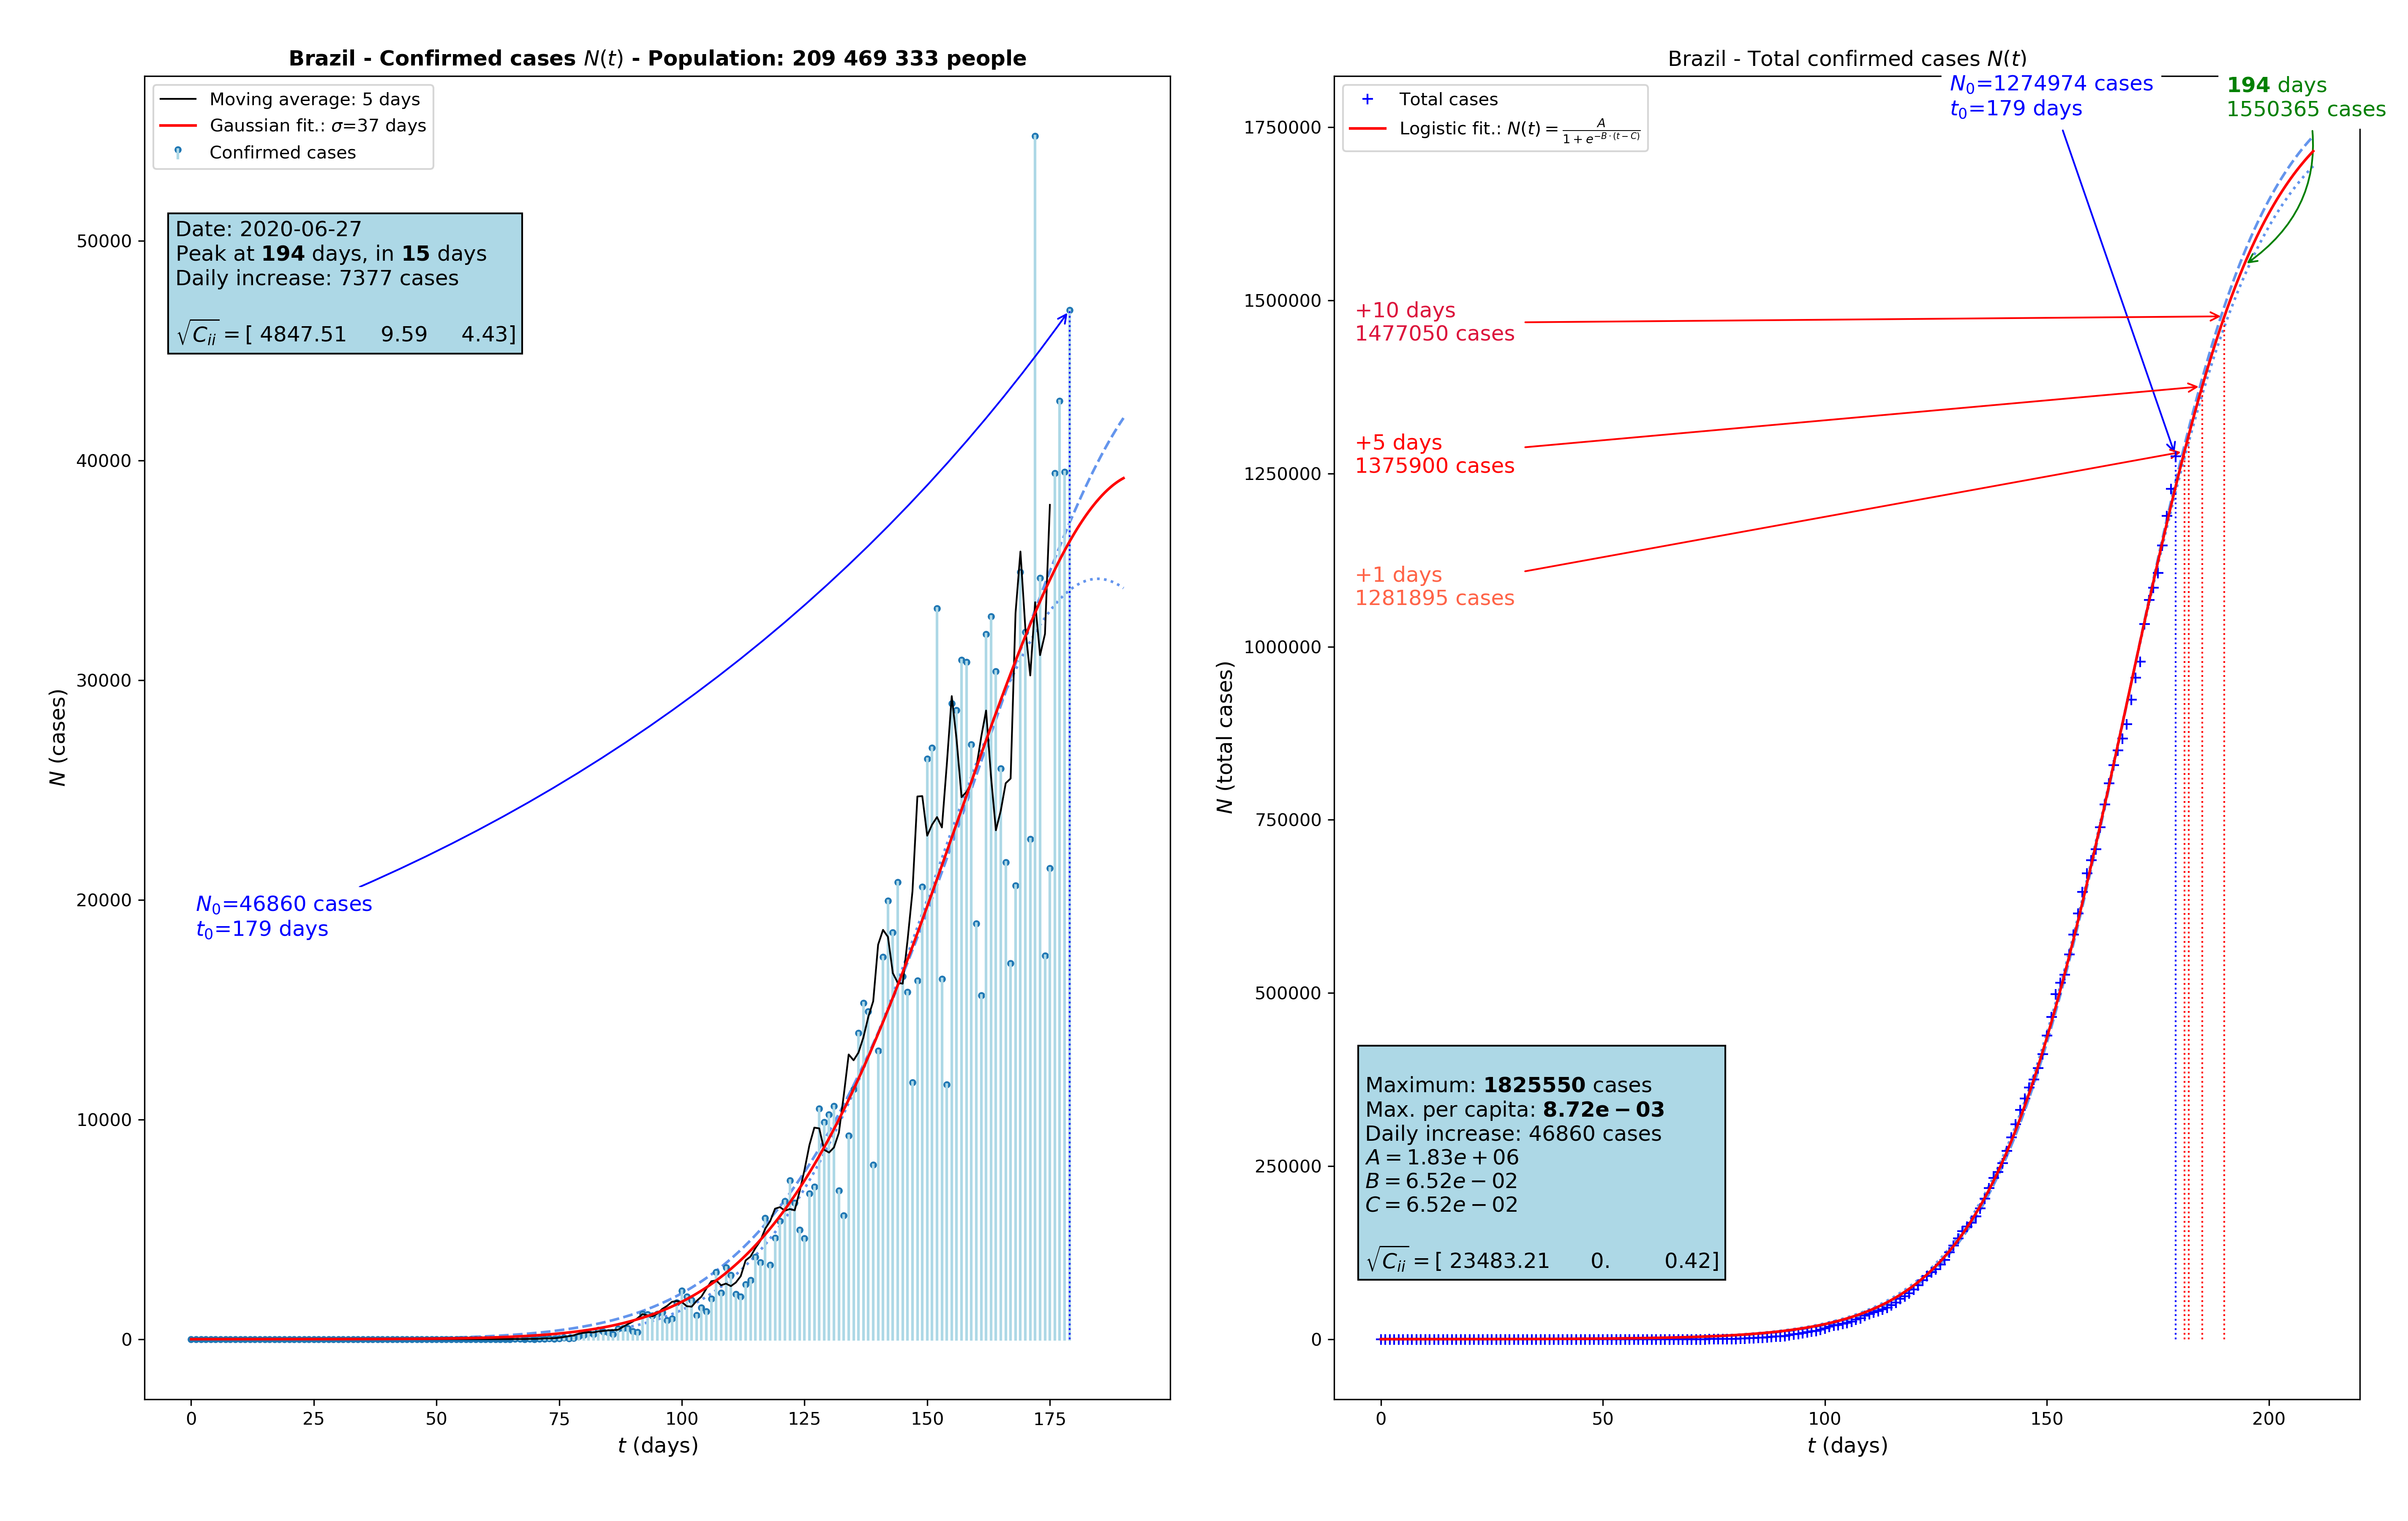 Brazil - Confirmed cases N(t) - Population: 209 469 333 people
Moving average: 5 days
Gaussian fit.: σ=37 days
Confirmed cases
Date: 2020-06-27
Peak at 194 days, in 15 days
Daily increase: 7377 cases
√C_ii = [ 4847.51 9.59 4.43]
N_0=46860 cases
t_0=179 days
50000
40000
30000
20000
10000
0
N (cases)
0 25 50 75 100 125 150 175
t (days)
Brazil - Total confirmed cases N(t)
Total cases
Logistic fit.: N(t) = A / (1 + e^{−B·(t−C)})
N_0=1274974 cases
t_0=179 days
194 days
1550365 cases
+10 days
1477050 cases
+5 days
1375900 cases
+1 days
1281895 cases
Maximum: 1825550 cases
Max. per capita: 8.72e − 03
Daily increase: 46860 cases
A = 1.83e + 06
B = 6.52e − 02
C = 6.52e − 02
√C_ii = [ 23483.21 0. 0.42]
1750000
1500000
1250000
1000000
750000
500000
250000
0
N (total cases)
0 50 100 150 200
t (days)